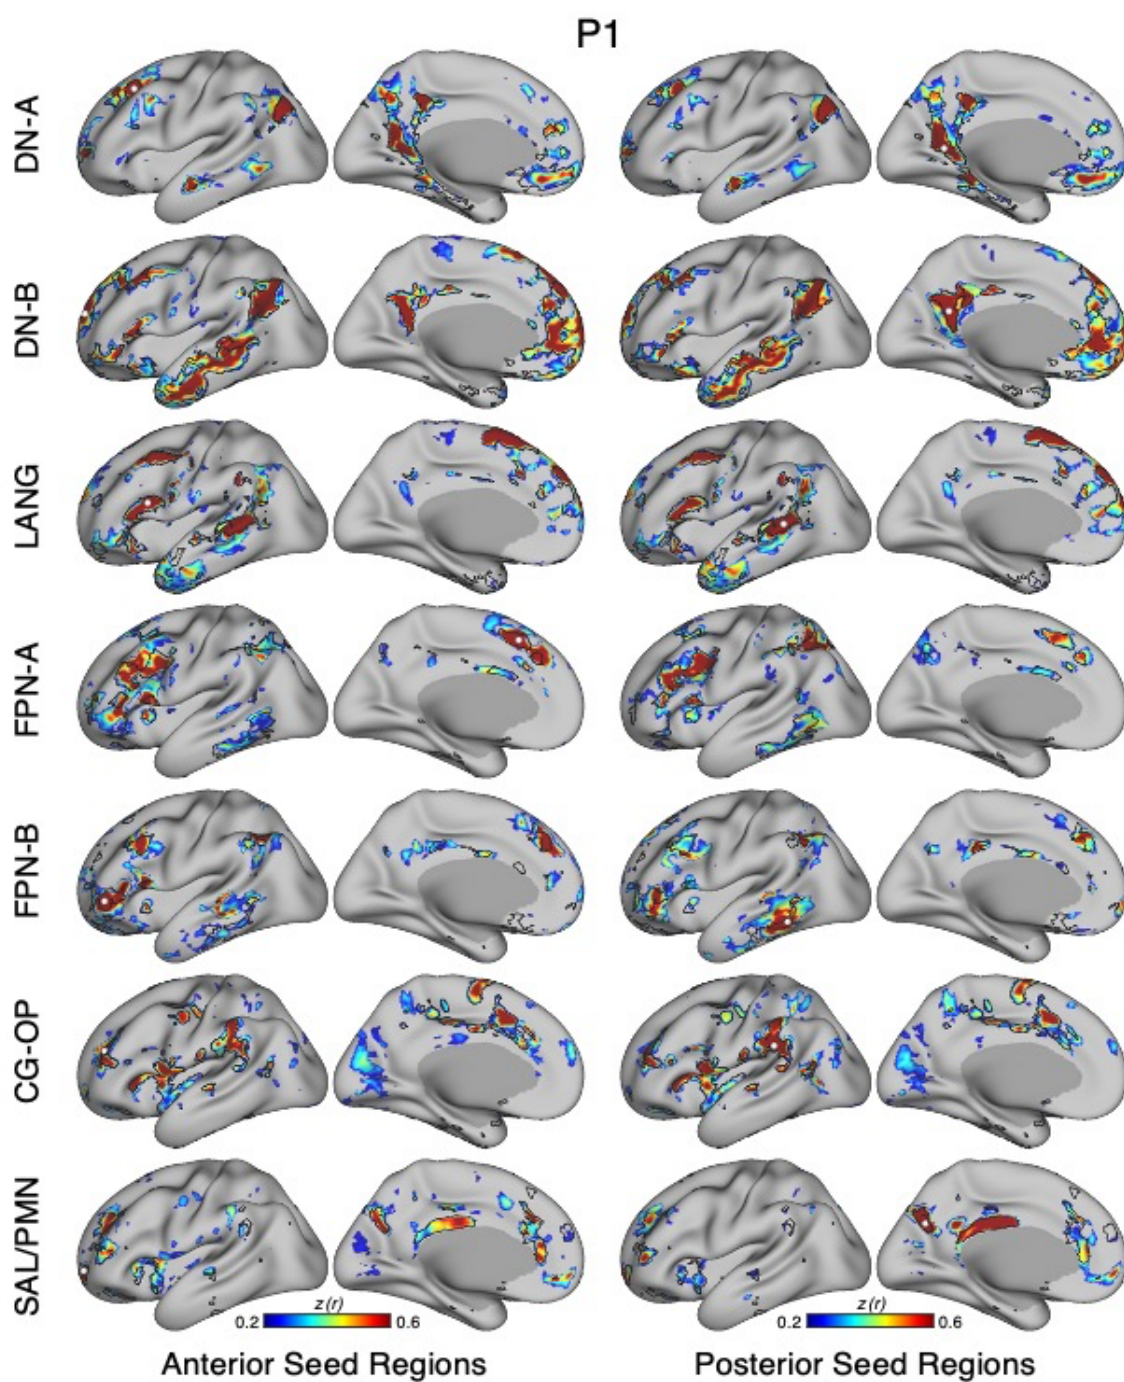 P1
DN-A
DN-B
LANG
FPN-A
FPN-B
CG-OP
SAL/PMN
0.2 z(r) 0.6
0.2 z(r) 0.6
Anterior Seed Regions
Posterior Seed Regions